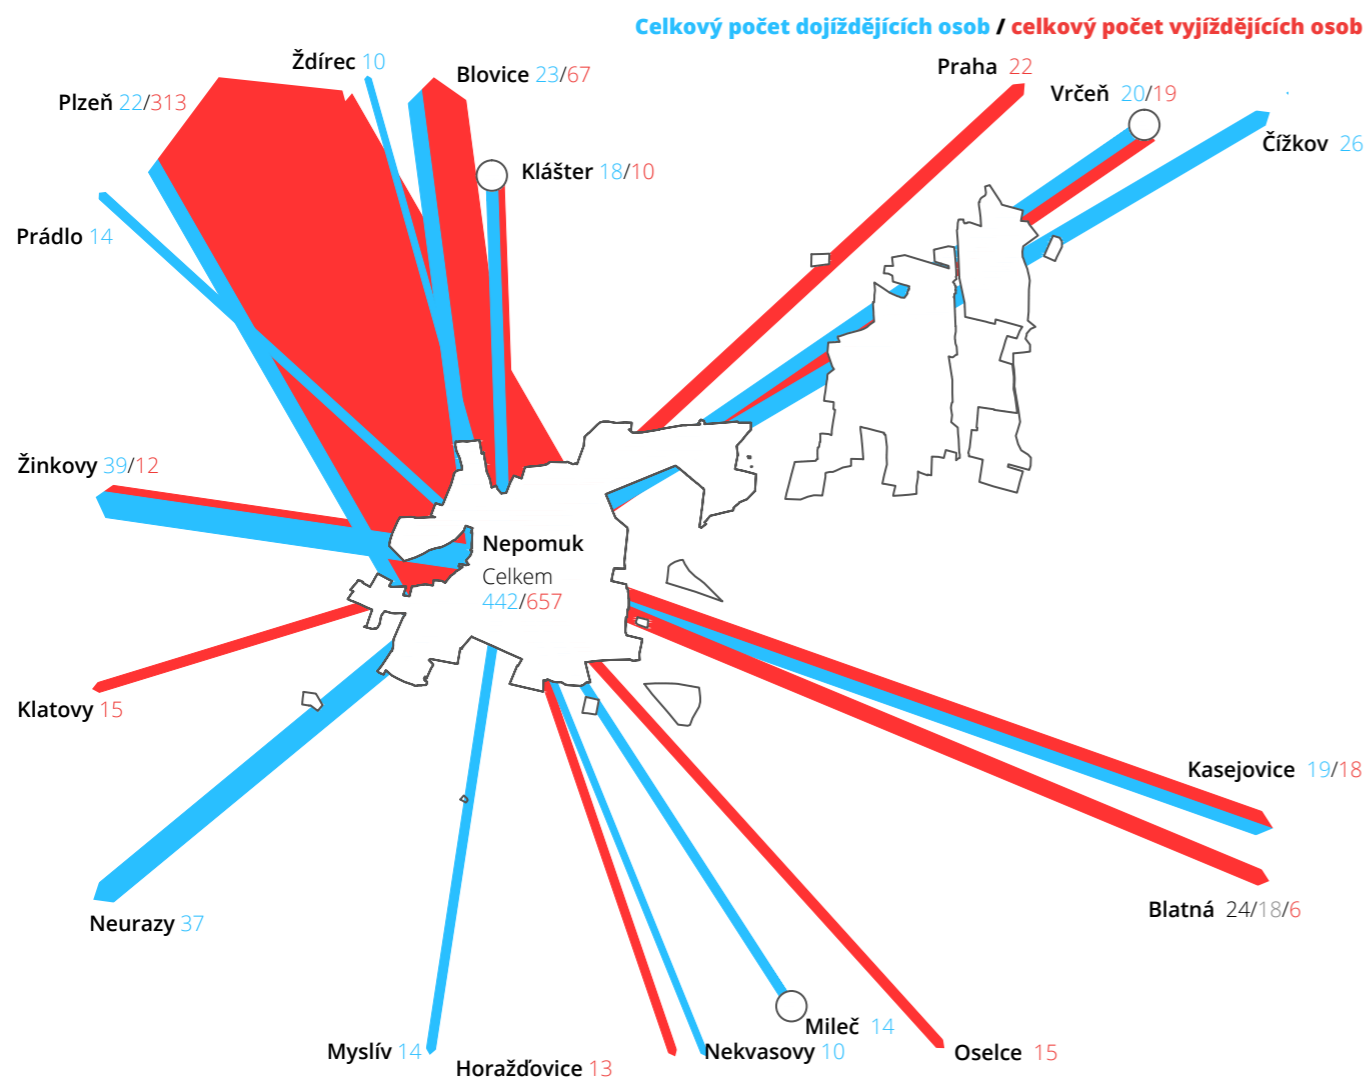 Celkový počet dojíždějících osob / celkový počet vyjíždějících osob
Ždírec 10
Blovice 23/67
Praha 22
Plzeň 22/313
Vrčeň 20/19
Čížkov 26
Klášter 18/10
Prádlo 14
Žinkovy 39/12
Nepomuk
Celkem
442/657
Klatovy 15
Kasejovice 19/18
Blatná 24/18/6
Neurazy 37
Mileč 14
Myslív 14
Nekvasovy 10
Oselce 15
Horažďovice 13